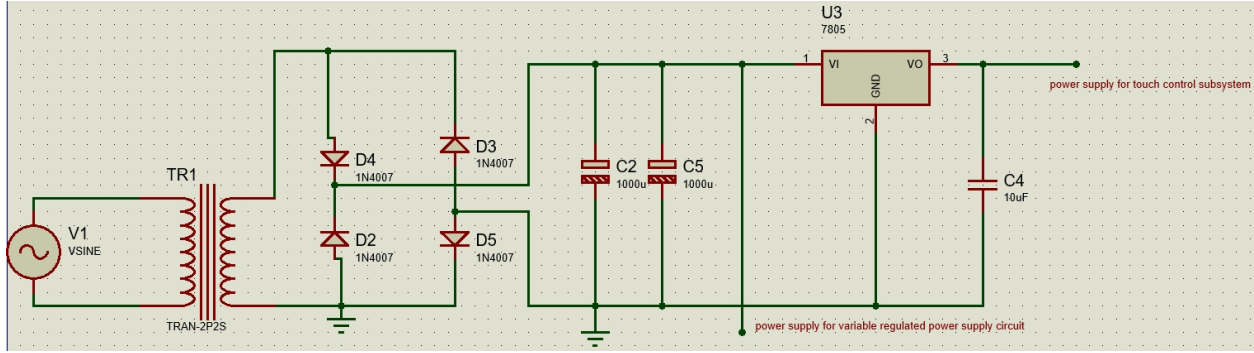 U3
7805
1
VI
VO
3
GND
2
power supply for touch control subsystem
D4
1N4007
D3
1N4007
C2
1000u
C5
1000u
C4
10uF
TR1
V1
VSINE
D2
1N4007
D5
1N4007
TRAN-2P2S
power supply for variable regulated power supply circuit